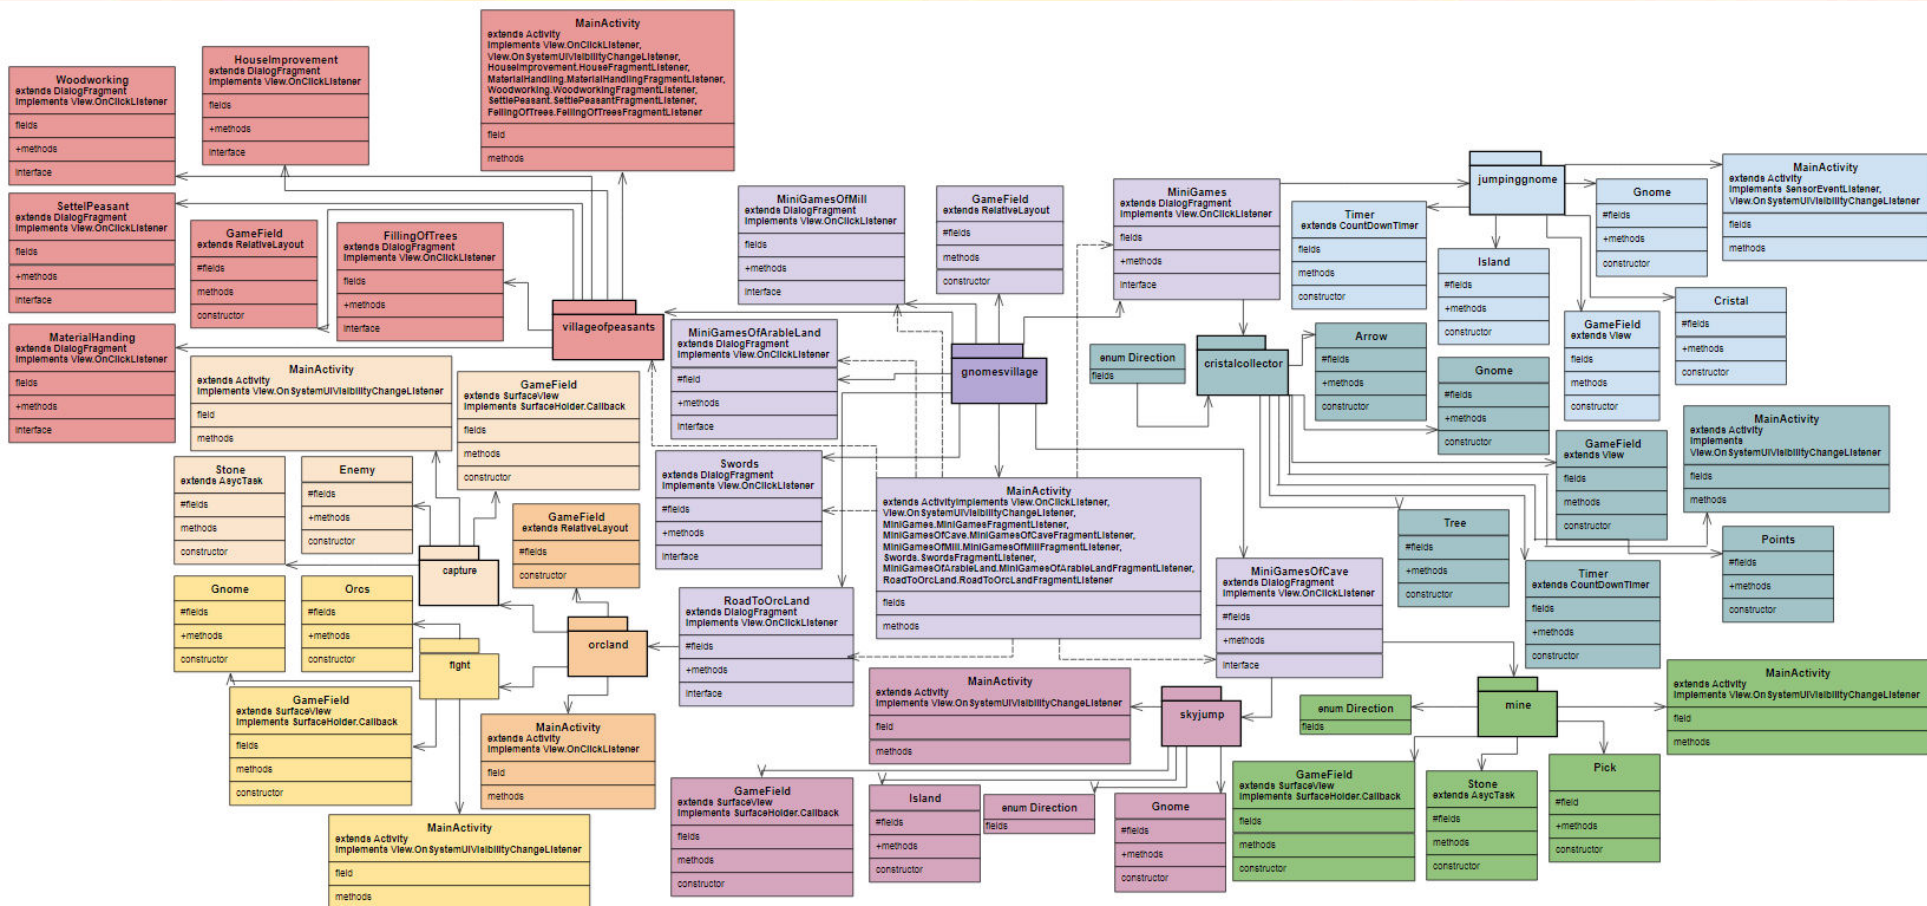 Woodworking
extends DialogFragment
Implements View.OnClickListener
fields
+methods
Interface
HouseImprovement
extends DialogFragment
Implements View.OnClickListener
fields
+methods
Interface
MainActivity
extends Activity
Implements View.OnClickListener,
View.OnSystemUiVisibilityChangeListener,
HouseImprovement.HouseFragmentListener,
MaterialHandling.MaterialHandlingFragmentListener,
Woodworking.WoodworkingFragmentListener,
SettlePeasant.SettlePeasantFragmentListener,
FellingOfTrees.FellingOfTreesFragmentListener
field
methods
SettelPeasant
extends DialogFragment
Implements View.OnClickListener
fields
+methods
Interface
GameField
extends RelativeLayout
#fields
methods
constructor
FillingOfTrees
extends DialogFragment
Implements View.OnClickListener
fields
+methods
Interface
villageofpeasants
MaterialHanding
extends DialogFragment
Implements View.OnClickListener
fields
+methods
Interface
MainActivity
extends Activity
Implements View.OnSystemUiVisibilityChangeListener
field
methods
GameField
extends SurfaceView
Implements SurfaceHolder.Callback
fields
methods
constructor
Stone
extends AsycTask
#fields
methods
constructor
Enemy
#fields
+methods
constructor
capture
GameField
extends RelativeLayout
#fields
constructor
Gnome
#fields
+methods
constructor
Orcs
#fields
+methods
constructor
fight
orcland
GameField
extends SurfaceView
Implements SurfaceHolder.Callback
fields
methods
constructor
MainActivity
extends Activity
Implements View.OnClickListener
field
methods
MainActivity
extends Activity
Implements View.OnSystemUiVisibilityChangeListener
field
methods
MiniGamesOfMill
extends DialogFragment
Implements View.OnClickListener
fields
+methods
Interface
GameField
extends RelativeLayout
#fields
methods
constructor
MiniGames
extends DialogFragment
Implements View.OnClickListener
fields
+methods
Interface
MiniGamesOfArableLand
extends DialogFragment
Implements View.OnClickListener
#field
+methods
Interface
gnomesvillage
Swords
extends DialogFragment
Implements View.OnClickListener
#fields
+methods
Interface
MainActivity
extends ActivityImplements View.OnClickListener,
View.OnSystemUiVisibilityChangeListener,
MiniGames.MiniGamesFragmentListener,
MiniGamesOfCave.MiniGamesOfCaveFragmentListener,
MiniGamesOfMill.MiniGamesOfMillFragmentListener,
Swords.SwordsFragmentListener,
MiniGamesOfArableLand.MiniGamesOfArableLandFragmentListener,
RoadToOrcLand.RoadToOrcLandFragmentListener
fields
methods
RoadToOrcLand
extends DialogFragment
Implements View.OnClickListener
#fields
+methods
Interface
MiniGamesOfCave
extends DialogFragment
Implements View.OnClickListener
#fields
+methods
Interface
jumpinggnome
MainActivity
extends Activity
Implements SensorEventListener,
View.OnSystemUiVisibilityChangeListener
fields
methods
Gnome
#fields
+methods
constructor
Timer
extends CountDownTimer
fields
methods
constructor
Island
#fields
+methods
constructor
Cristal
#fields
+methods
constructor
GameField
extends View
fields
methods
constructor
enum Direction
fields
cristalcollector
Arrow
#fields
+methods
constructor
Gnome
#fields
+methods
constructor
GameField
extends View
fields
methods
constructor
MainActivity
extends Activity
Implements
View.OnSystemUiVisibilityChangeListener
fields
methods
Tree
#fields
+methods
constructor
Timer
extends CountDownTimer
fields
+methods
constructor
Points
#fields
+methods
constructor
MainActivity
extends Activity
Implements View.OnSystemUiVisibilityChangeListener
field
methods
skyjump
GameField
extends SurfaceView
Implements SurfaceHolder.Callback
fields
methods
constructor
Island
#fields
+methods
constructor
enum Direction
fields
Gnome
#fields
+methods
constructor
enum Direction
fields
mine
MainActivity
extends Activity
Implements View.OnSystemUiVisibilityChangeListener
field
methods
GameField
extends SurfaceView
Implements SurfaceHolder.Callback
fields
methods
constructor
Stone
extends AsycTask
#fields
methods
constructor
Pick
#field
+methods
constructor